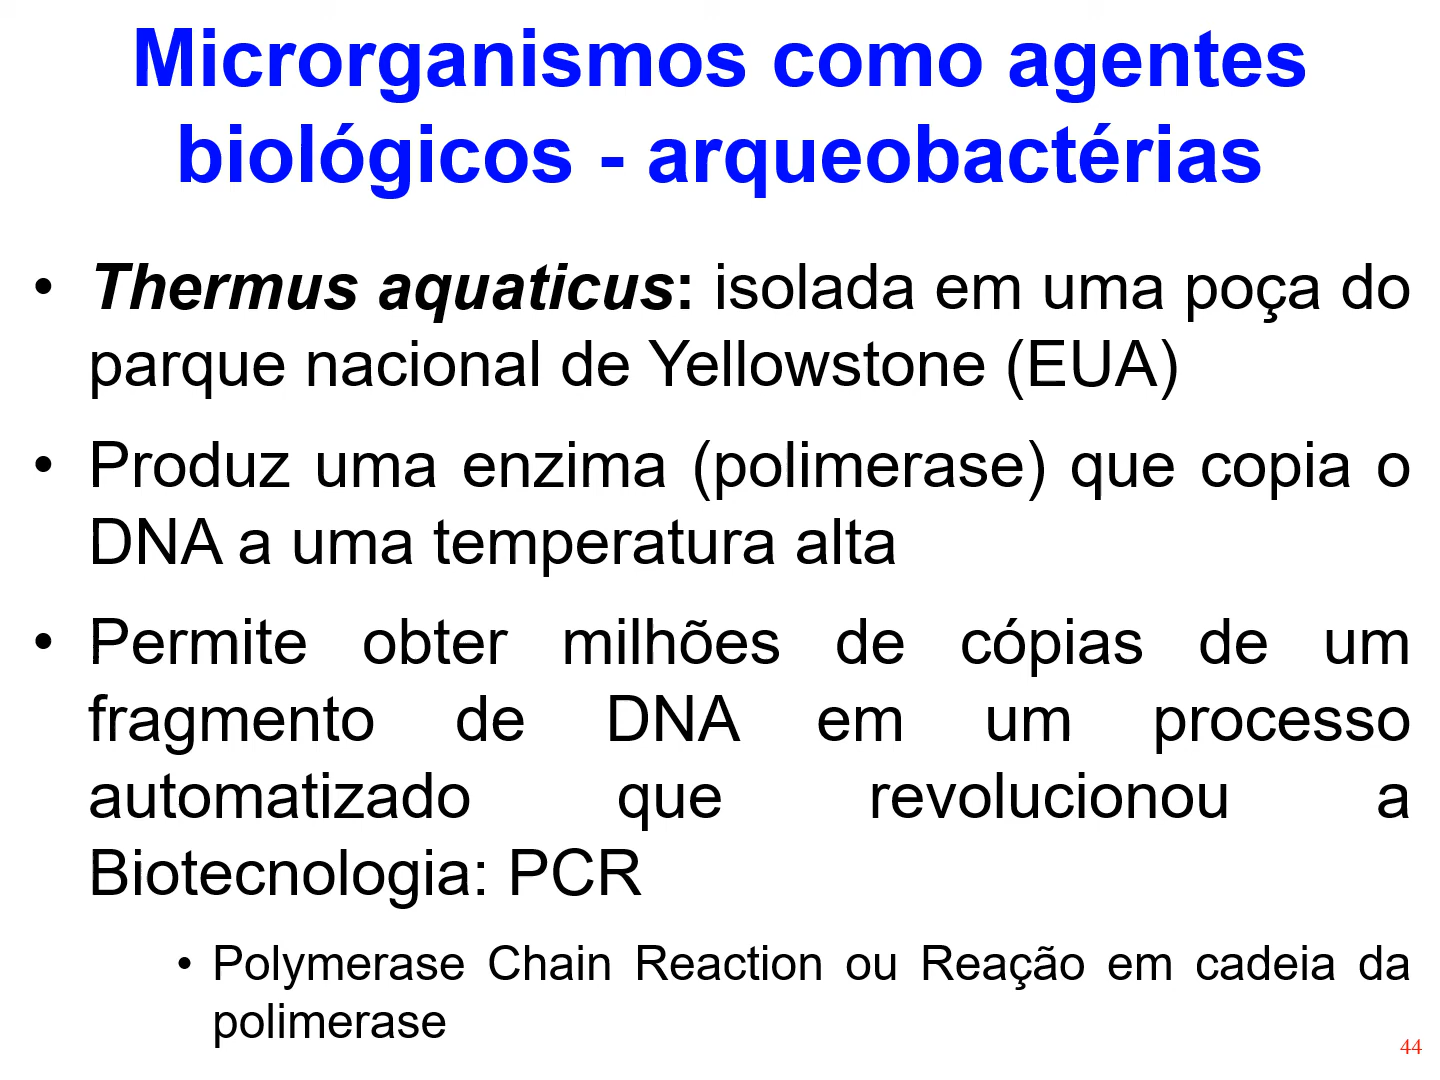 Microrganismos como agentes
biológicos - arqueobactérias
• Thermus aquaticus: isolada em uma poça do
parque nacional de Yellowstone (EUA)
• Produz uma enzima (polimerase) que copia o
DNA a uma temperatura alta
• Permite obter milhões de cópias de um
fragmento de DNA em um processo
automatizado que revolucionou a
Biotecnologia: PCR
• Polymerase Chain Reaction ou Reação em cadeia da
polimerase
44